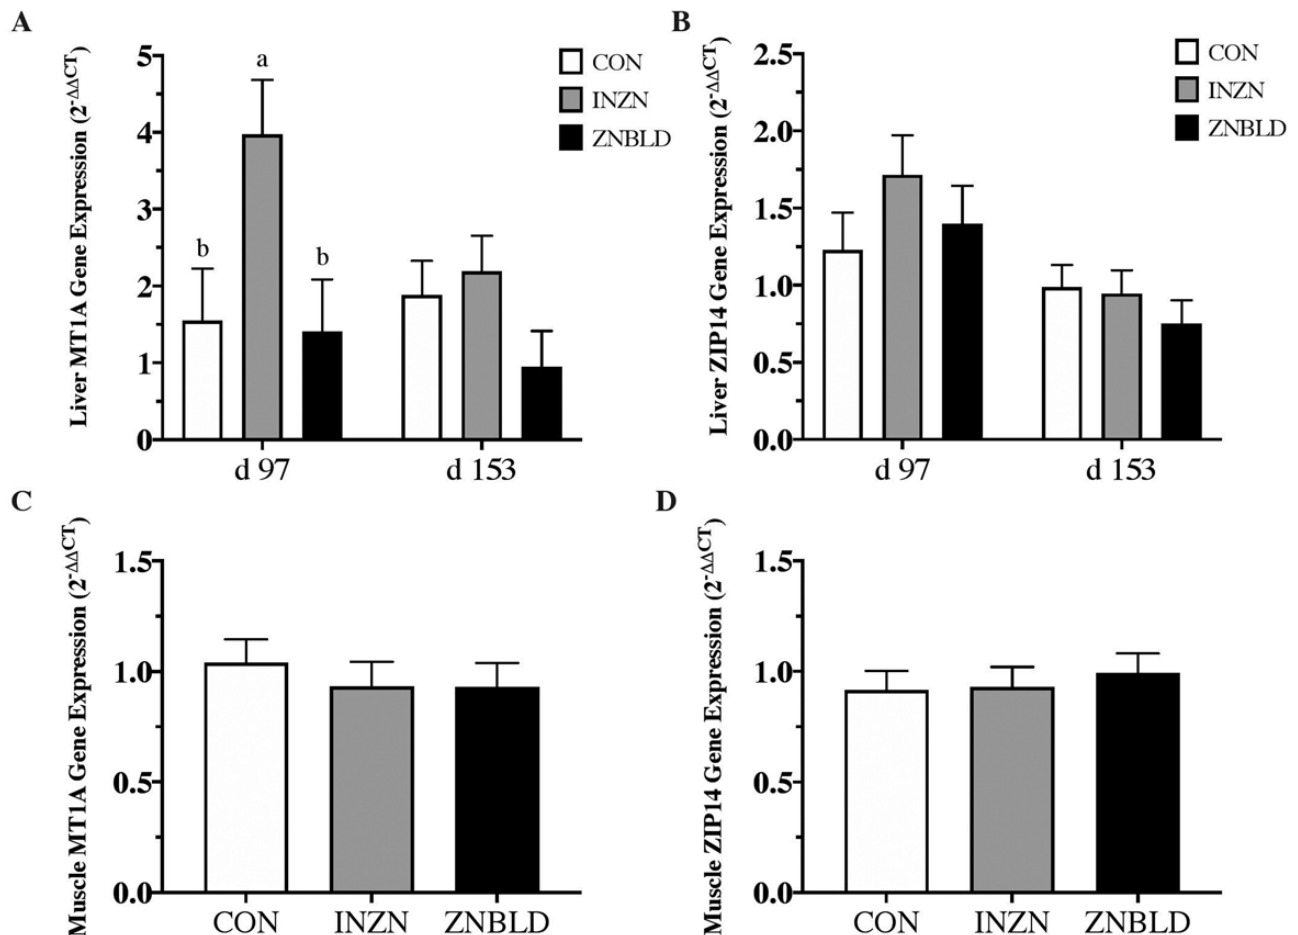 A
Liver MT1A Gene Expression (2^-ΔΔCT)
5
4
3
2
1
0
b
a
b
d 97
d 153
CON
INZN
ZNBLD
B
Liver ZIP14 Gene Expression (2^-ΔΔCT)
2.5
2.0
1.5
1.0
0.5
0.0
d 97
d 153
CON
INZN
ZNBLD
C
Muscle MT1A Gene Expression (2^-ΔΔCT)
1.5
1.0
0.5
0.0
CON
INZN
ZNBLD
D
Muscle ZIP14 Gene Expression (2^-ΔΔCT)
1.5
1.0
0.5
0.0
CON
INZN
ZNBLD